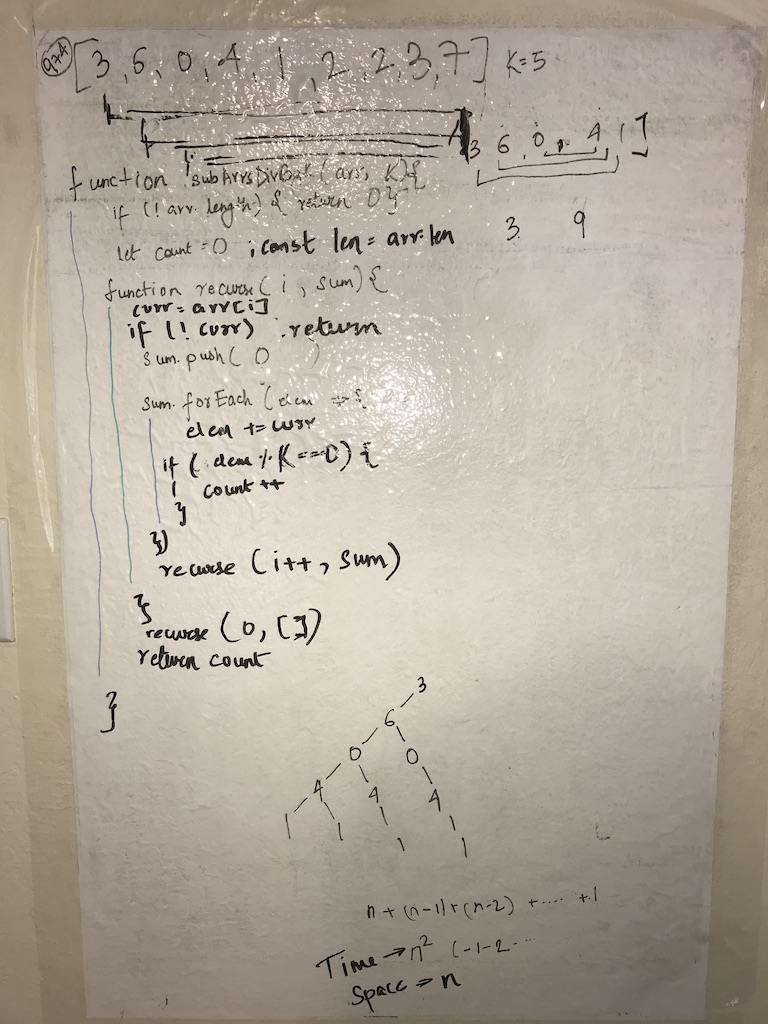 974 [3, 6, 0, 4, 1, 2, 2, 3, 7] K=5
3 6, 0, 4 1]
function subArrsDivByK (arr, K){
if (!arr.length) { return 0}
3 9
let count = 0 ; const len = arr.len
function recurse( i , sum) {
curr = arr[i]
if (! curr) return
sum.push( 0 )
sum.forEach (elem => {
elem += curr
if ( elem % K == 0) {
count ++
}
})
recurse (i++, sum)
}
recurse (0, [])
return count
}
3
6
0 0
4 4 4
1 1 1 1
n + (n-1) + (n-2) + .... + 1
Time → n² (-1-2...
Space → n